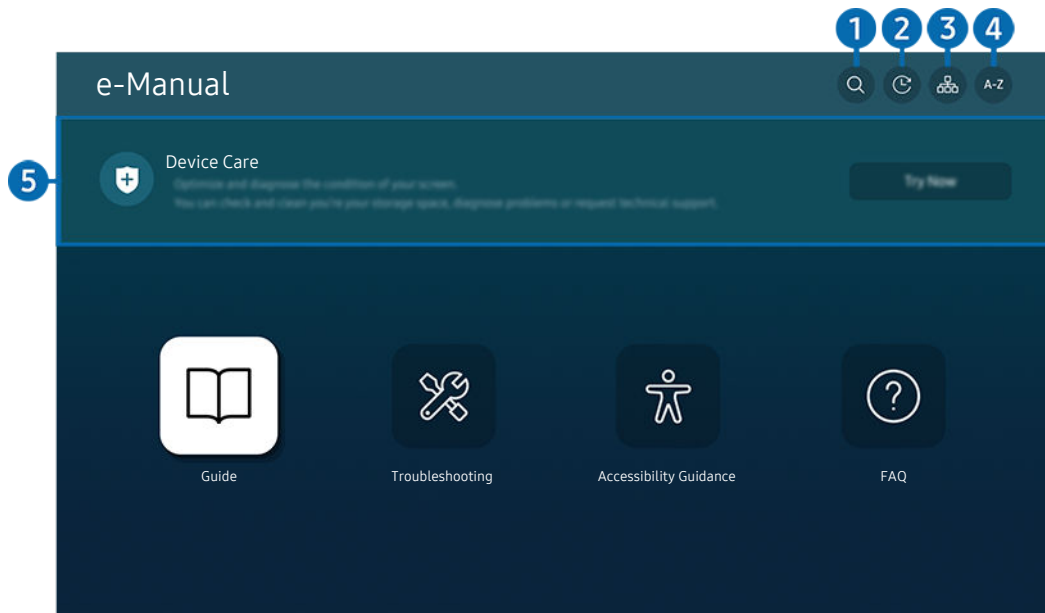 1 2 3 4
e-Manual
A-Z
5
Device Care
Optimize and diagnose the condition of your screen.
You can check and clean you're your storage space, diagnose problems or request technical support.
Try Now
Guide Troubleshooting Accessibility Guidance FAQ